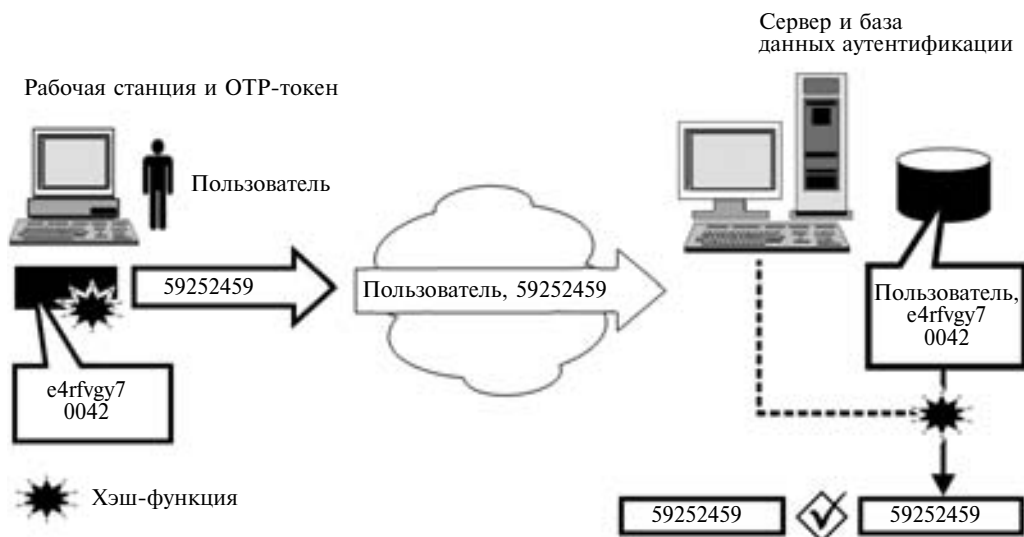 Сервер и база
данных аутентификации
Рабочая станция и ОТР-токен
Пользователь
59252459
Пользователь, 59252459
Пользователь,
e4rfvgy7
0042
e4rfvgy7
0042
Хэш-функция
59252459
59252459